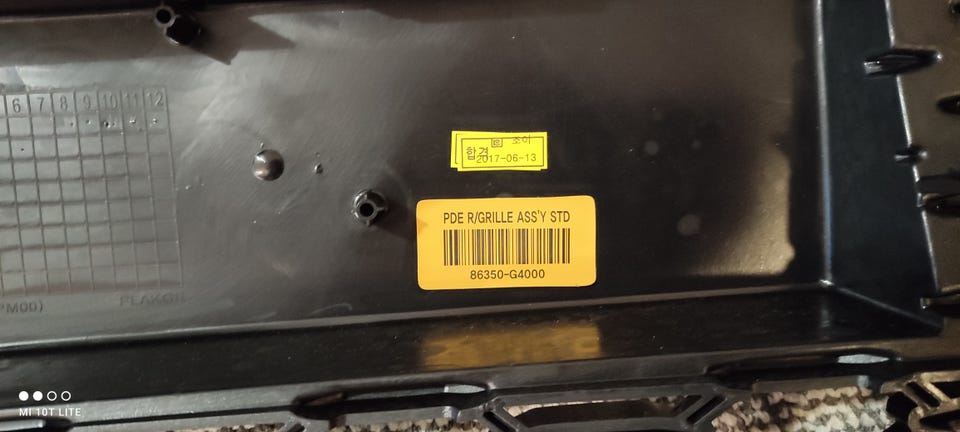 6 7 8 9 10 11 12
합격
2017-06-13
PDE R/GRILLE ASS'Y STD
86350-G4000
MI 10T LITE